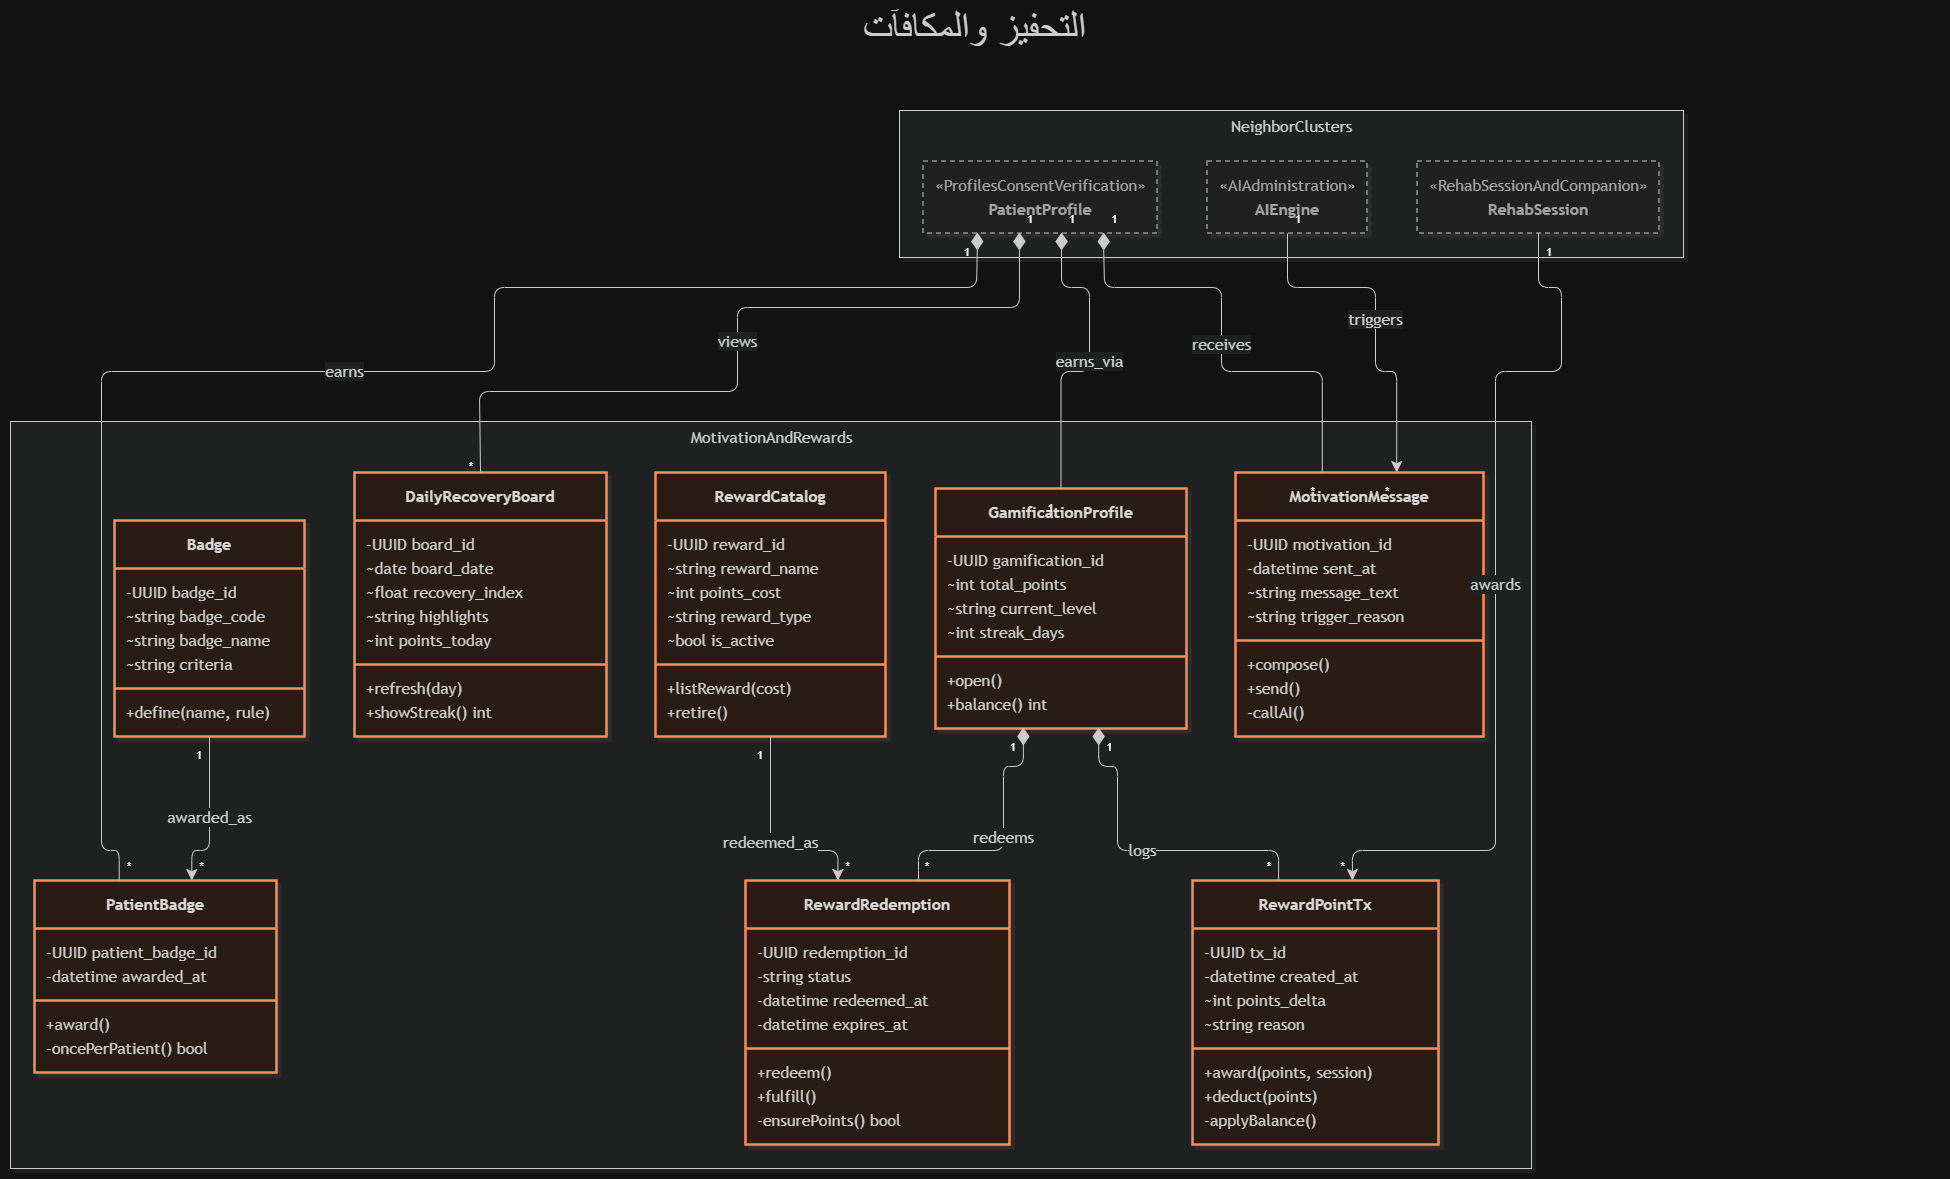 التحفيز والمكافآت
NeighborClusters
«ProfilesConsentVerification»
PatientProfile
«AIAdministration»
AIEngine
«RehabSessionAndCompanion»
RehabSession
1
1
1
1
1
1
earns
views
earns_via
receives
triggers
awards
MotivationAndRewards
Badge
-UUID badge_id
~string badge_code
~string badge_name
~string criteria
+define(name, rule)
*
DailyRecoveryBoard
-UUID board_id
~date board_date
~float recovery_index
~string highlights
~int points_today
+refresh(day)
+showStreak() int
RewardCatalog
-UUID reward_id
~string reward_name
~int points_cost
~string reward_type
~bool is_active
+listReward(cost)
+retire()
GamificationProfile
1
-UUID gamification_id
~int total_points
~string current_level
~int streak_days
+open()
+balance() int
MotivationMessage
*
*
-UUID motivation_id
-datetime sent_at
~string message_text
~string trigger_reason
+compose()
+send()
-callAI()
1
awarded_as
*
*
1
redeemed_as
*
1
redeems
*
1
logs
*
*
PatientBadge
-UUID patient_badge_id
-datetime awarded_at
+award()
-oncePerPatient() bool
RewardRedemption
-UUID redemption_id
-string status
-datetime redeemed_at
-datetime expires_at
+redeem()
+fulfill()
-ensurePoints() bool
RewardPointTx
-UUID tx_id
-datetime created_at
~int points_delta
~string reason
+award(points, session)
+deduct(points)
-applyBalance()